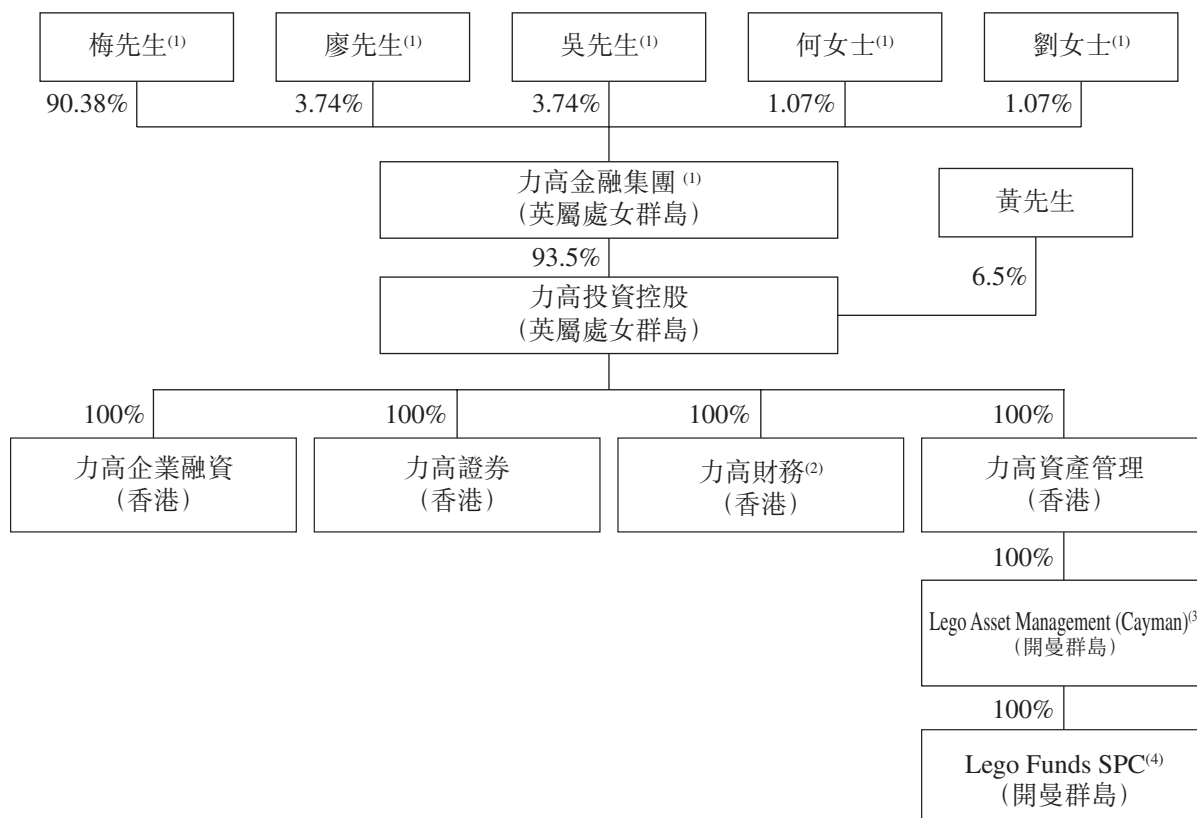 梅先生(1)
廖先生(1)
吳先生(1)
何女士(1)
劉女士(1)
90.38%
3.74%
3.74%
1.07%
1.07%
力高金融集團 (1)
(英屬處女群島)
黃先生
93.5%
6.5%
力高投資控股
(英屬處女群島)
100%
100%
100%
100%
力高企業融資
(香港)
力高證券
(香港)
力高財務(2)
(香港)
力高資產管理
(香港)
100%
Lego Asset Management (Cayman)(3)
(開曼群島)
100%
Lego Funds SPC(4)
(開曼群島)